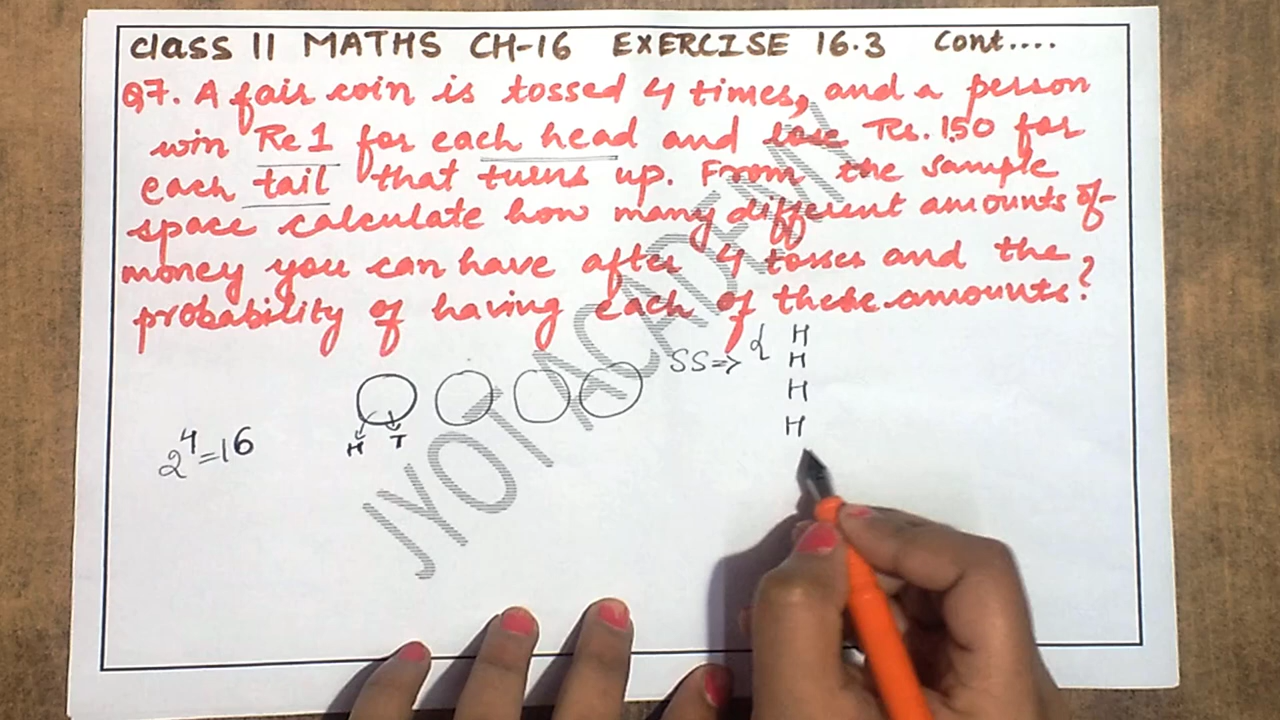 Class 11 MATHS CH-16 EXERCISE 16.3 Cont....
Q7. A fair coin is tossed 4 times, and a person
win Re 1 for each head and lose Rs. 150 for
each tail that turns up. From the sample
space calculate how many different amounts of
money you can have after 4 tosses and the
probability of having each of these amounts?
SS => { H
H
H
H
H T
2^4=16
JYOTI ACADEMY